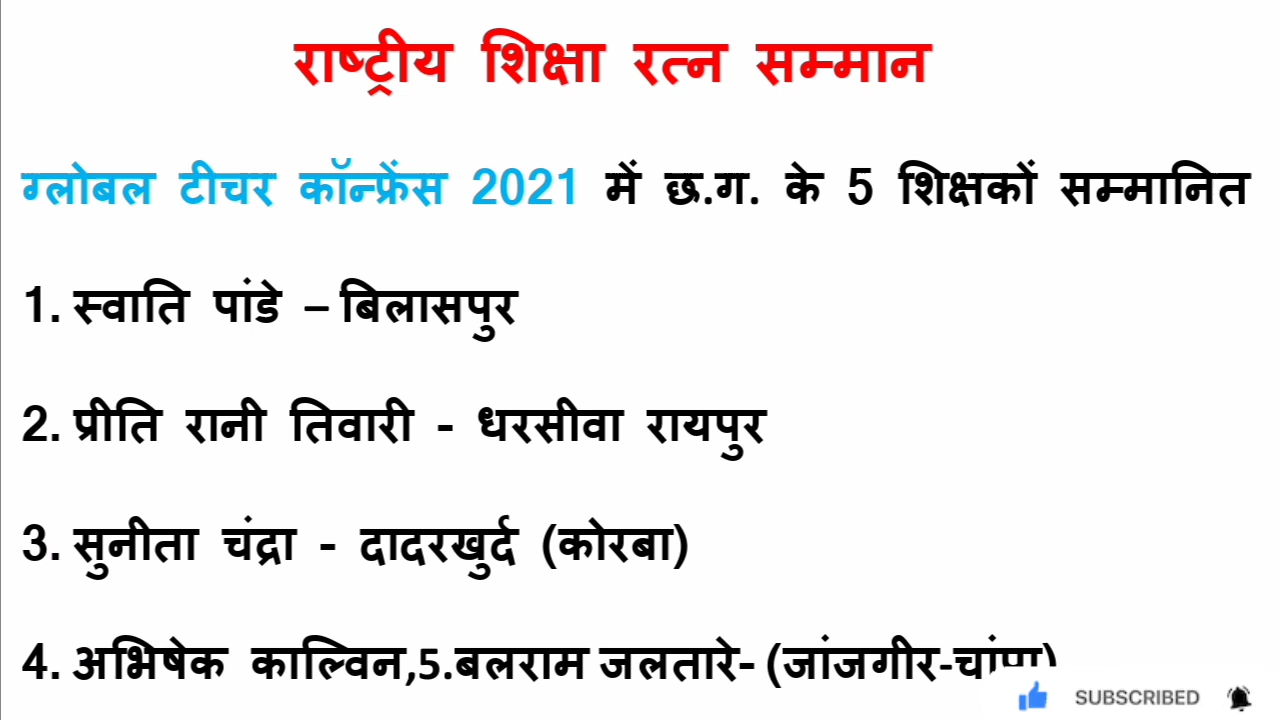 राष्ट्रीय शिक्षा रत्न सम्मान
ग्लोबल टीचर कॉन्फ्रेंस 2021 में छ.ग. के 5 शिक्षकों सम्मानित
1. स्वाति पांडे – बिलासपुर
2. प्रीति रानी तिवारी - धरसीवा रायपुर
3. सुनीता चंद्रा - दादरखुर्द (कोरबा)
4. अभिषेक काल्विन,5.बलराम जलतारे- (जांजगीर-चांपा)
SUBSCRIBED